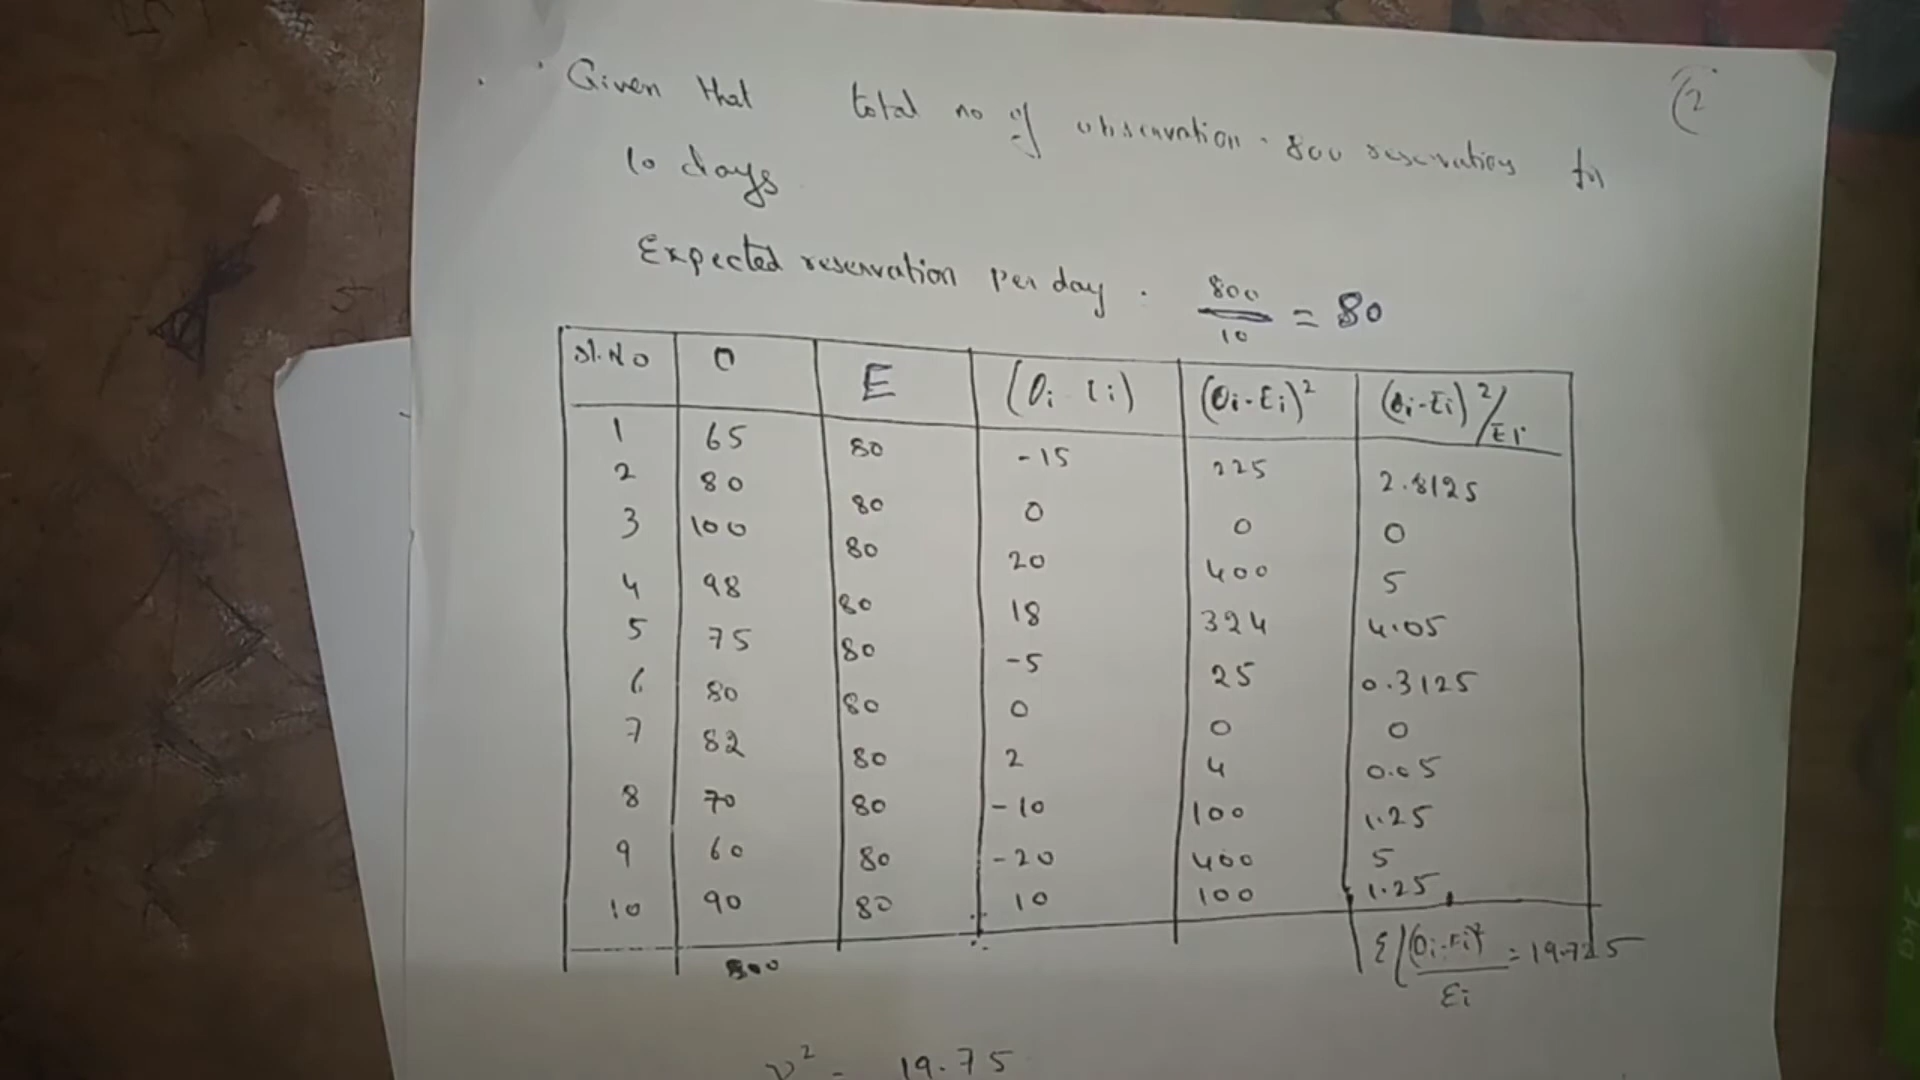 (2
Given that total no of observation = 800 reservation for
10 days
Expected reservation per day = 800/10 = 80
Sl.No O E (Oi - Ei) (Oi-Ei)² (Oi-Ei)²/Ei
1 65 80 -15 225 2.8125
2 80 80 0 0 0
3 100 80 20 400 5
4 98 80 18 324 4.05
5 75 80 -5 25 0.3125
6 80 80 0 0 0
7 82 80 2 4 0.05
8 70 80 -10 100 1.25
9 60 80 -20 400 5
10 90 80 10 100 1.25
800 Σ(Oi-Ei)²/Ei = 19.725
= 19.75
2kg